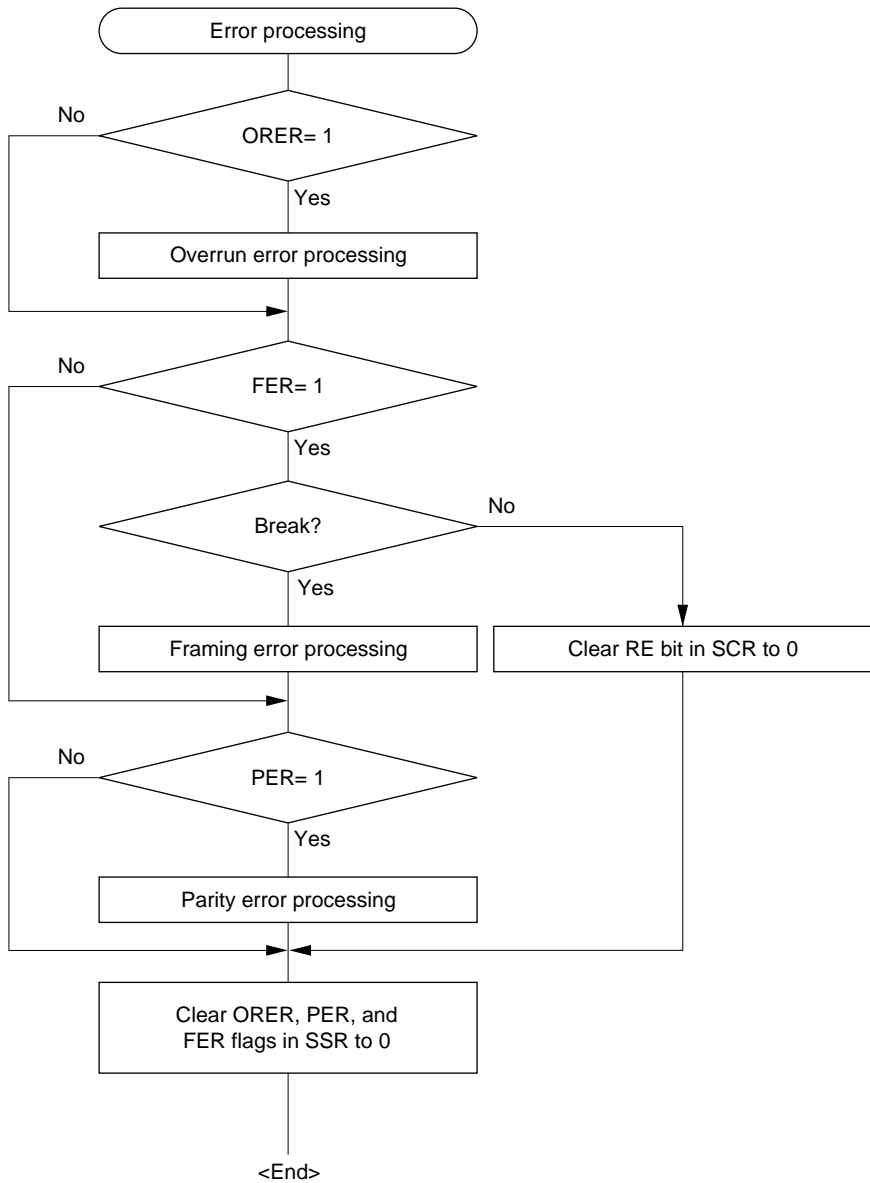 Error processing
No
ORER= 1
Yes
Overrun error processing
No
FER= 1
Yes
No
Break?
Yes
Framing error processing
Clear RE bit in SCR to 0
No
PER= 1
Yes
Parity error processing
Clear ORER, PER, and
FER flags in SSR to 0
<End>